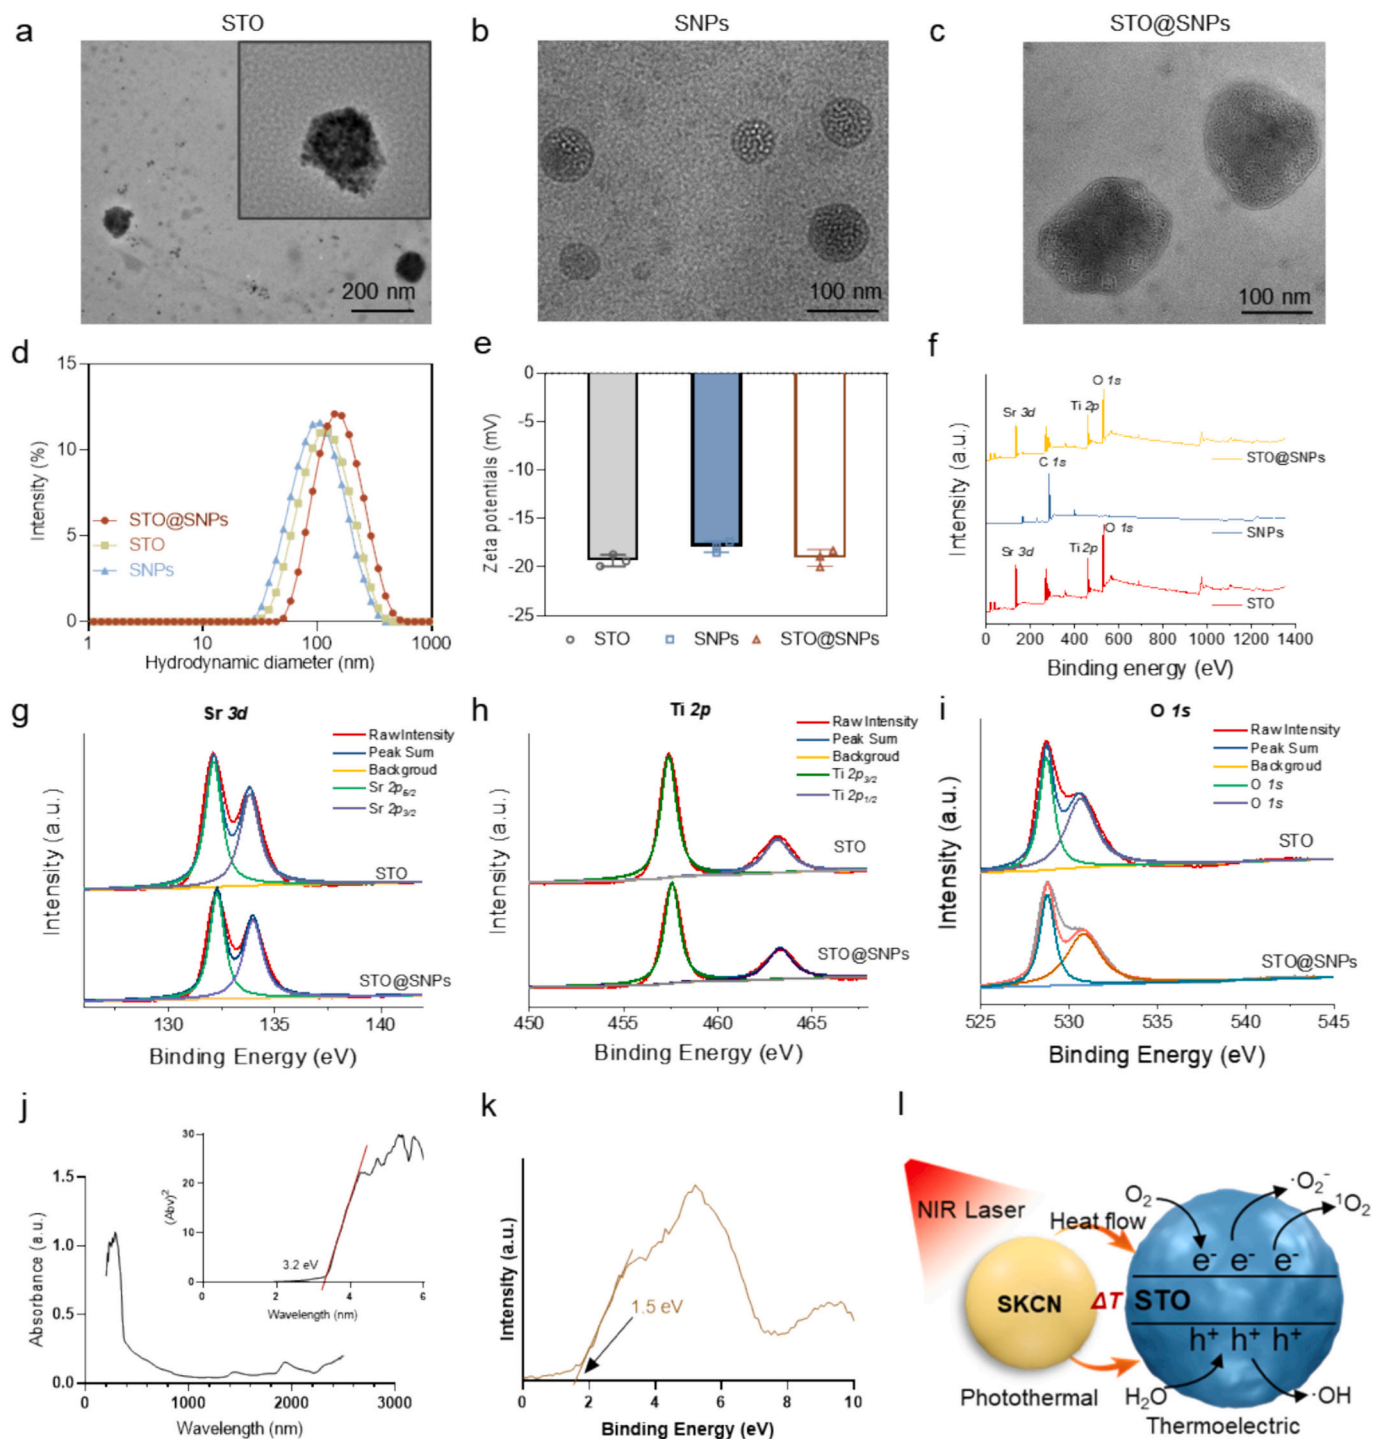 a
STO
200 nm
b
SNPs
100 nm
c
STO@SNPs
100 nm
d
15
10
5
0
Intensity (%)
STO@SNPs
STO
SNPs
1
10
100
1000
Hydrodynamic diameter (nm)
e
0
-5
-10
-15
-20
-25
Zeta potentials (mV)
STO
SNPs
STO@SNPs
f
Intensity (a.u.)
Sr 3d
Ti 2p
O 1s
STO@SNPs
C 1s
SNPs
Sr 3d
Ti 2p
O 1s
STO
0 200 400 600 800 1000 1200 1400
Binding energy (eV)
g
Sr 3d
Raw Intensity
Peak Sum
Backgroud
Sr 2p5/2
Sr 2p3/2
STO
STO@SNPs
Intensity (a.u.)
130 135 140
Binding Energy (eV)
h
Ti 2p
Raw Intensity
Peak Sum
Backgroud
Ti 2p3/2
Ti 2p1/2
STO
STO@SNPs
Intensity (a.u.)
450 455 460 465
Binding Energy (eV)
i
O 1s
Raw Intensity
Peak Sum
Backgroud
O 1s
O 1s
STO
STO@SNPs
Intensity (a.u.)
525 530 535 540 545
Binding Energy (eV)
j
1.5
1.0
0.5
0.0
Absorbance (a.u.)
0 1000 2000 3000
Wavelength (nm)
30
20
10
0
(Abv)²
3.2 eV
0 2 4 6
Wavelength (nm)
k
Intensity (a.u.)
1.5 eV
0 2 4 6 8 10
Binding Energy (eV)
l
NIR Laser
Heat flow
O₂
·O₂⁻
¹O₂
e⁻ e⁻ e⁻
SKCN
ΔT
STO
h⁺ h⁺ h⁺
H₂O
·OH
Photothermal
Thermoelectric